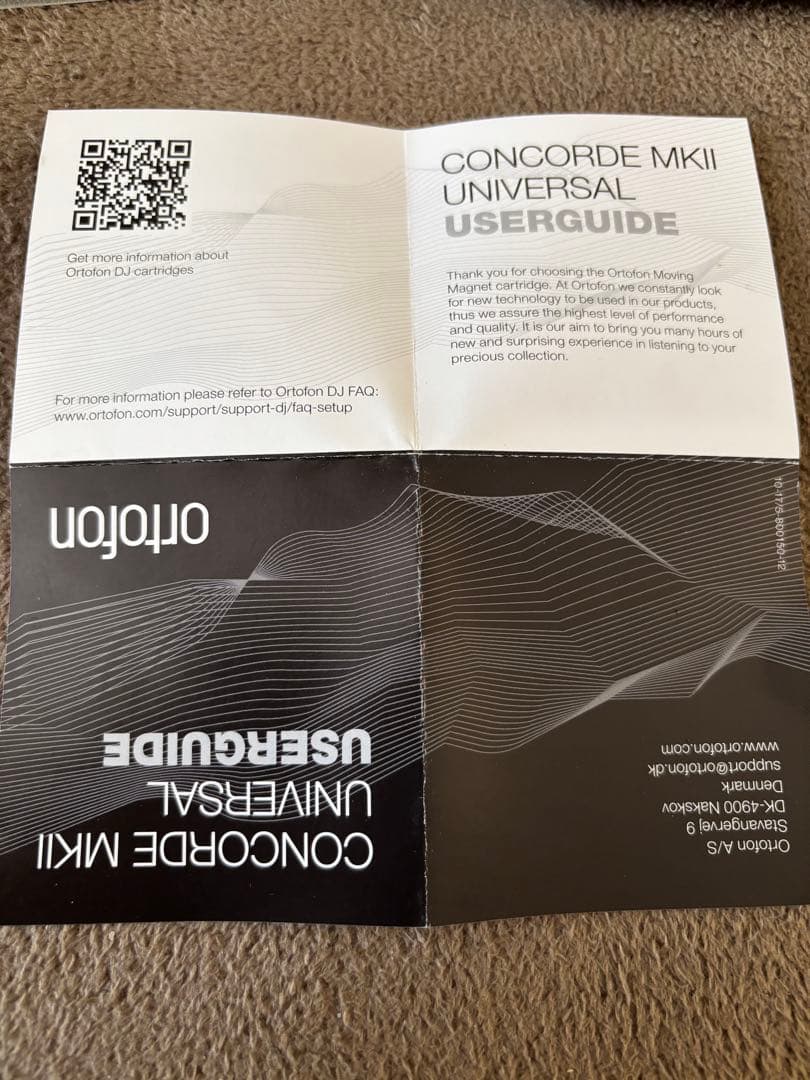 Get more information about
Ortofon DJ cartridges
For more information please refer to Ortofon DJ FAQ:
www.ortofon.com/support/support-dj/faq-setup
CONCORDE MKII
UNIVERSAL
USERGUIDE
Thank you for choosing the Ortofon Moving
Magnet cartridge. At Ortofon we constantly look
for new technology to be used in our products,
thus we assure the highest level of performance
and quality. It is our aim to bring you many hours of
new and surprising experience in listening to your
precious collection.
CONCORDE MKII
UNIVERSAL
USERGUIDE
ortofon
Ortofon A/S
Stavangervej 9
DK-4900 Nakskov
Denmark
support@ortofon.dk
www.ortofon.com